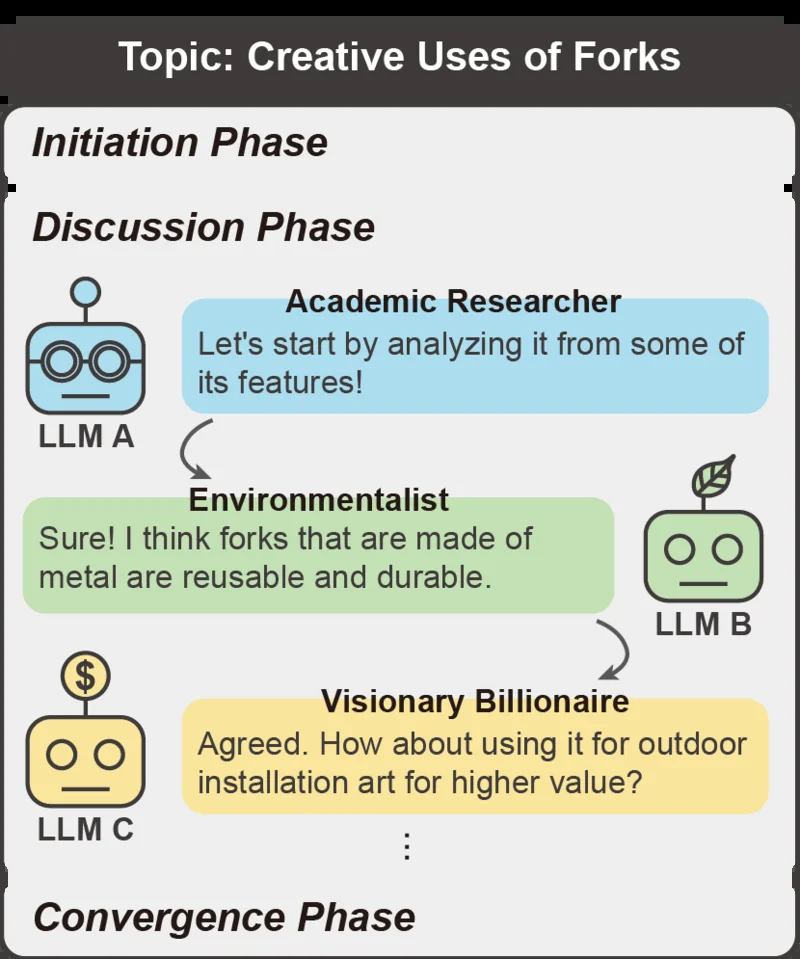 Topic: Creative Uses of Forks
Initiation Phase
Discussion Phase
Academic Researcher
Let's start by analyzing it from some of
its features!
LLM A
Environmentalist
Sure! I think forks that are made of
metal are reusable and durable.
LLM B
$
Visionary Billionaire
Agreed. How about using it for outdoor
installation art for higher value?
LLM C
⋮
Convergence Phase